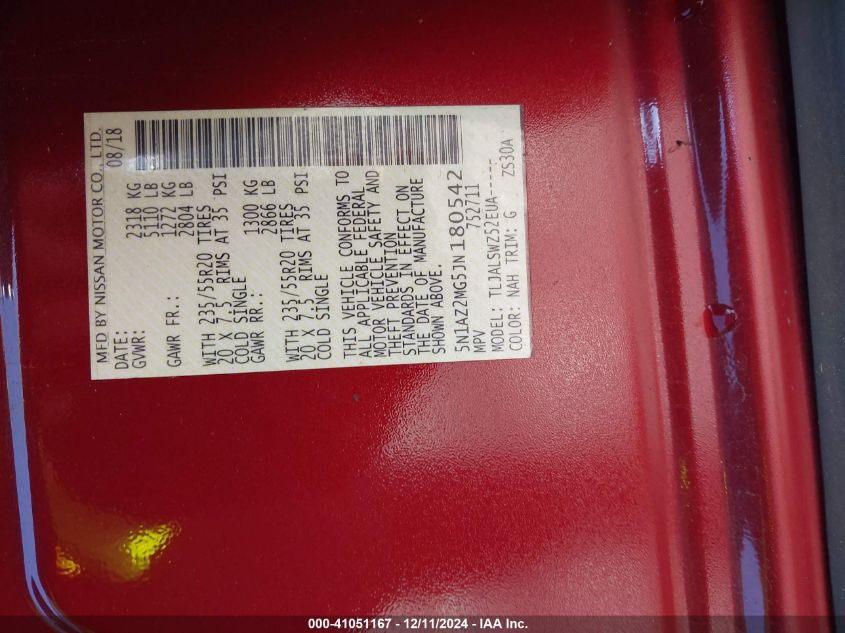 MFD BY NISSAN MOTOR CO., LTD.
DATE: 08/18
GVWR: 2318 KG
5110 LB
GAWR FR.: 1272 KG
2804 LB
WITH 235/55R20 TIRES
20 X 7.5 RIMS AT 35 PSI
COLD SINGLE
GAWR RR.: 1300 KG
2866 LB
WITH 235/55R20 TIRES
20 X 7.5 RIMS AT 35 PSI
COLD SINGLE
THIS VEHICLE CONFORMS TO
ALL APPLICABLE FEDERAL
MOTOR VEHICLE SAFETY AND
THEFT PREVENTION
STANDARDS IN EFFECT ON
THE DATE OF MANUFACTURE
SHOWN ABOVE.
5N1AZ2MG5JN180542
MPV 752711
MODEL: TLJALSWZ52EUA-----
COLOR: NAH TRIM: G ZS30A
000-41051167 - 12/11/2024 - IAA Inc.